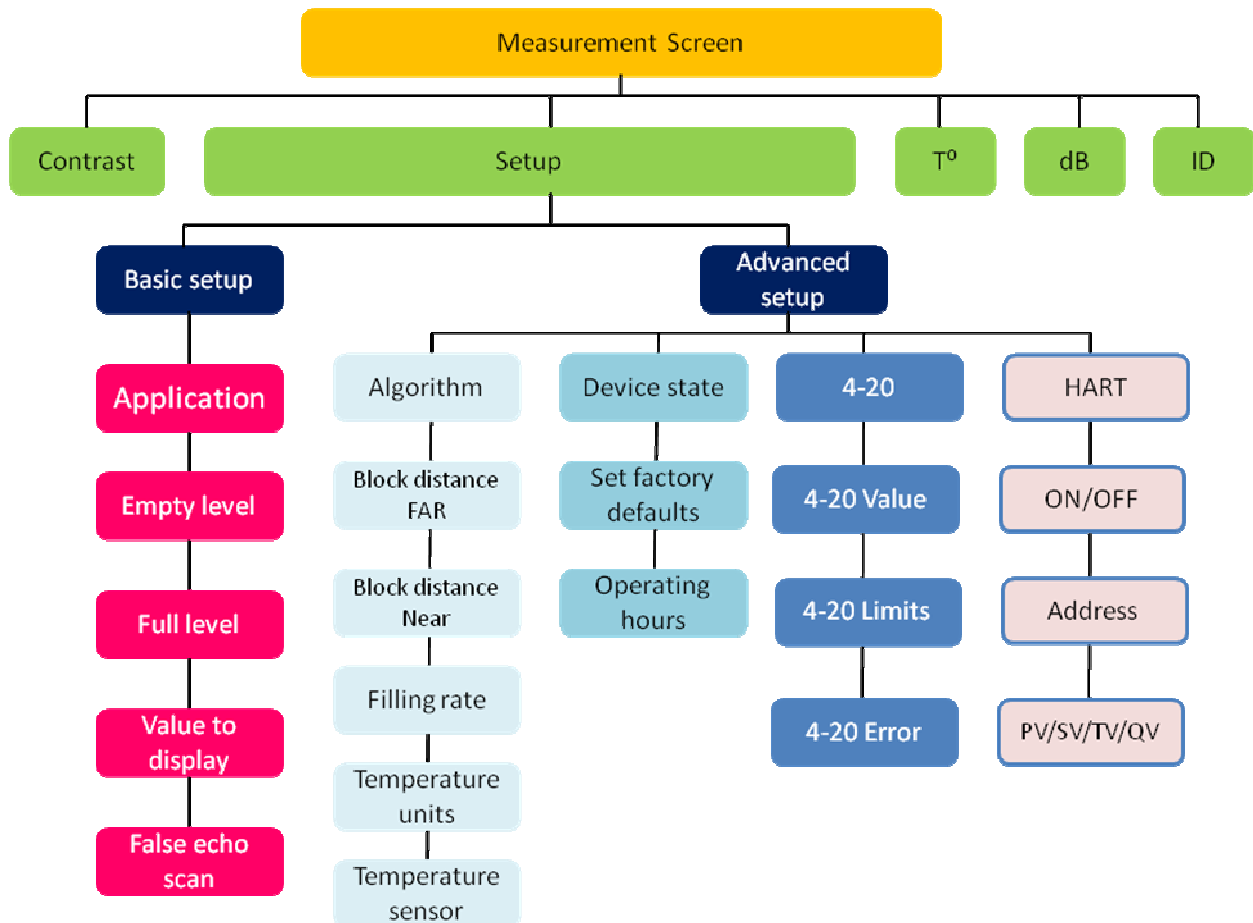 Measurement Screen
Contrast
Setup
Tº
dB
ID
Basic setup
Advanced
setup
Application
Empty level
Full level
Value to
display
False echo
scan
Algorithm
Block distance
FAR
Block distance
Near
Filling rate
Temperature
units
Temperature
sensor
Device state
Set factory
defaults
Operating
hours
4-20
4-20 Value
4-20 Limits
4-20 Error
HART
ON/OFF
Address
PV/SV/TV/QV